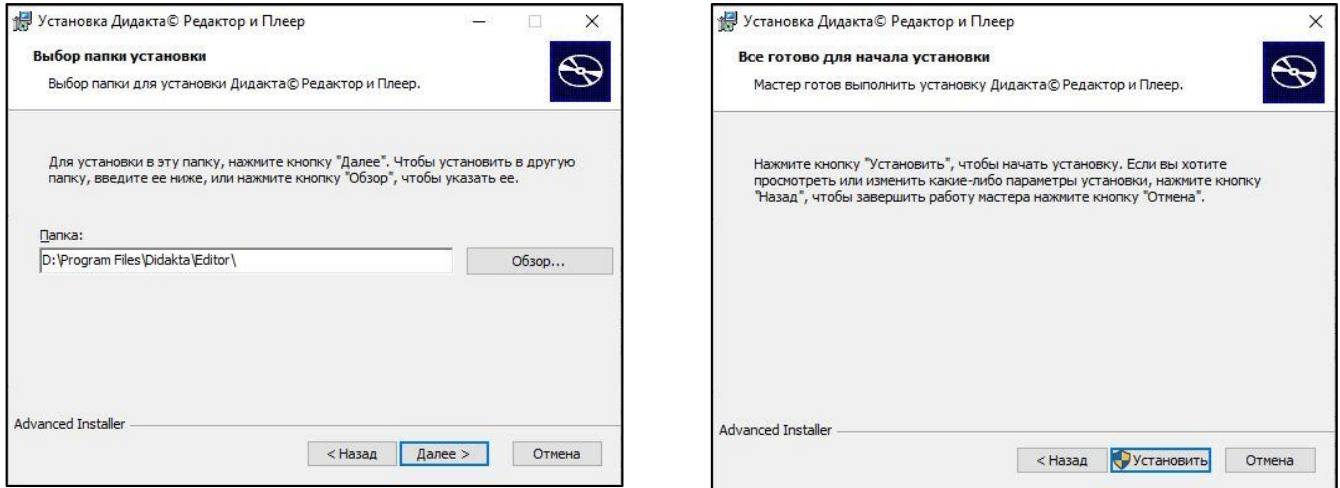 Установка Дидакта© Редактор и Плеер
Выбор папки установки
Выбор папки для установки Дидакта© Редактор и Плеер.
Для установки в эту папку, нажмите кнопку "Далее". Чтобы установить в другую
папку, введите ее ниже, или нажмите кнопку "Обзор", чтобы указать ее.
Папка:
D:\Program Files\Didakta\Editor\
Обзор...
Advanced Installer
< Назад
Далее >
Отмена
Установка Дидакта© Редактор и Плеер
Все готово для начала установки
Мастер готов выполнить установку Дидакта© Редактор и Плеер.
Нажмите кнопку "Установить", чтобы начать установку. Если вы хотите
просмотреть или изменить какие-либо параметры установки, нажмите кнопку
"Назад", чтобы завершить работу мастера нажмите кнопку "Отмена".
Advanced Installer
< Назад
Установить
Отмена